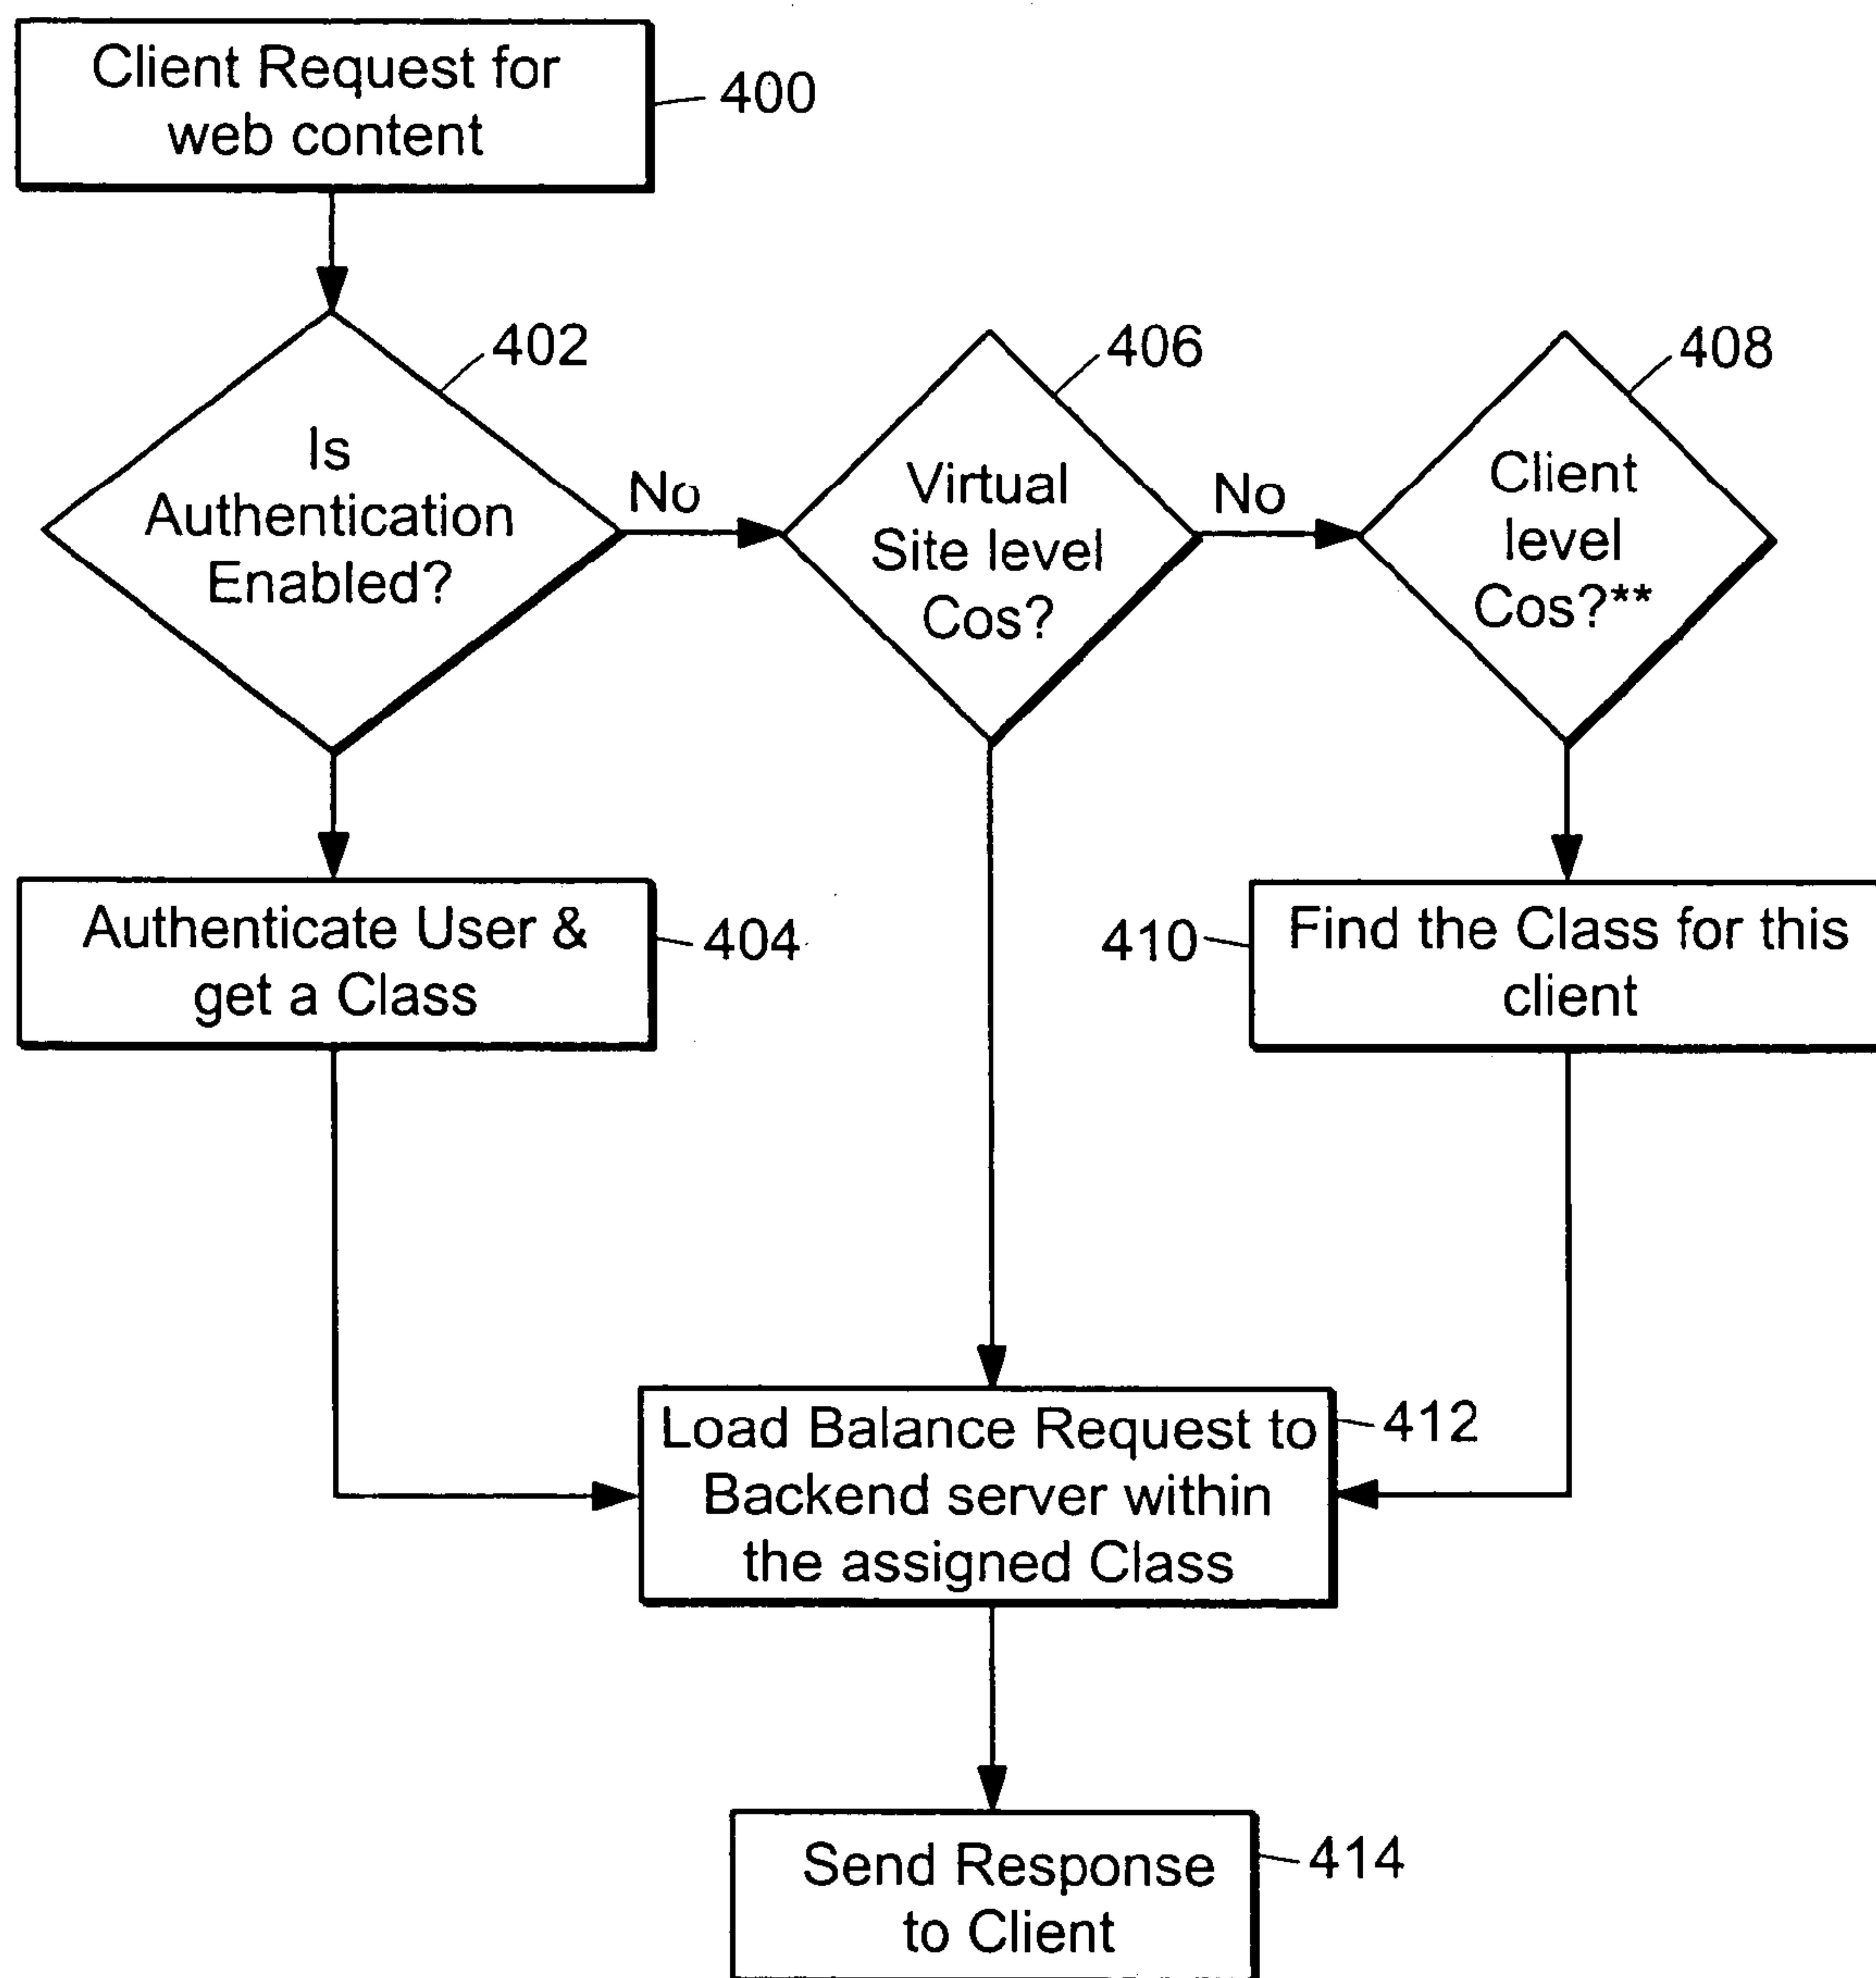 Client Request for
web content
400
402
Is
Authentication
Enabled?
No
406
Virtual
Site level
Cos?
No
408
Client
level
Cos?**
Authenticate User &
get a Class
404
410
Find the Class for this
client
Load Balance Request to
Backend server within
the assigned Class
412
Send Response
to Client
414